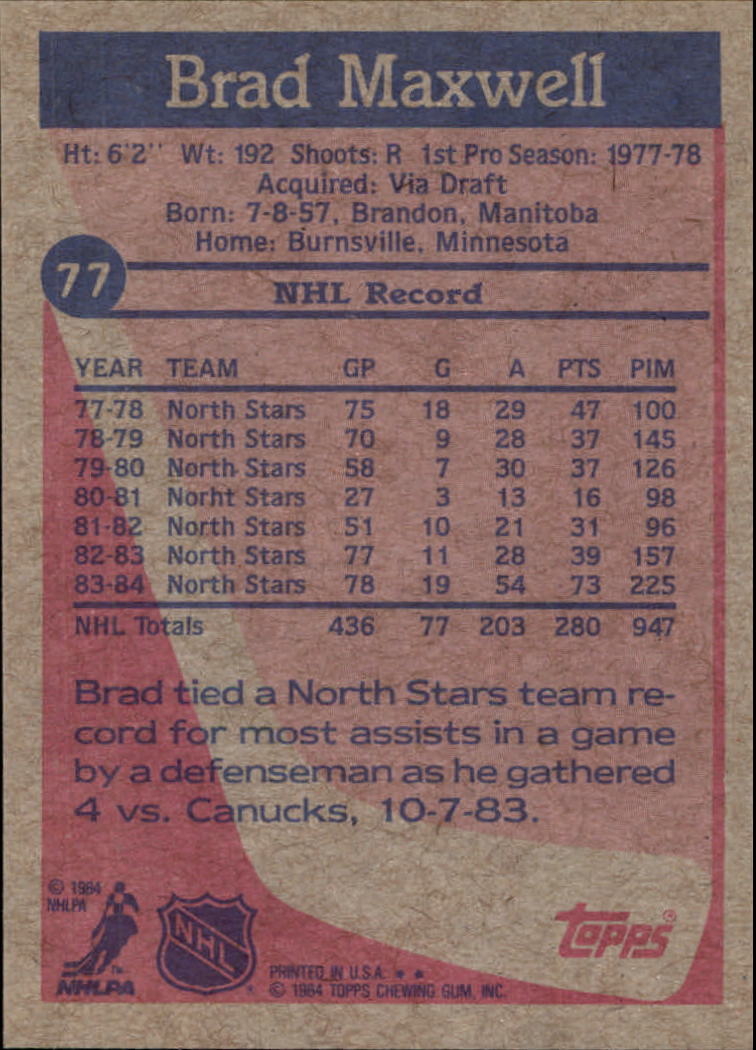 Brad Maxwell
Ht: 6'2'' Wt: 192 Shoots: R 1st Pro Season: 1977-78
Acquired: Via Draft
Born: 7-8-57, Brandon, Manitoba
Home: Burnsville, Minnesota
77
NHL Record
YEAR TEAM GP G A PTS PIM
77-78 North Stars 75 18 29 47 100
78-79 North Stars 70 9 28 37 145
79-80 North Stars 58 7 30 37 126
80-81 Norht Stars 27 3 13 16 98
81-82 North Stars 51 10 21 31 96
82-83 North Stars 77 11 28 39 157
83-84 North Stars 78 19 54 73 225
NHL Totals 436 77 203 280 947
Brad tied a North Stars team re-
cord for most assists in a game
by a defenseman as he gathered
4 vs. Canucks, 10-7-83.
© 1984
NHLPA
NHLPA
NHL
topps®
PRINTED IN U.S.A. * *
© 1984 TOPPS CHEWING GUM, INC.